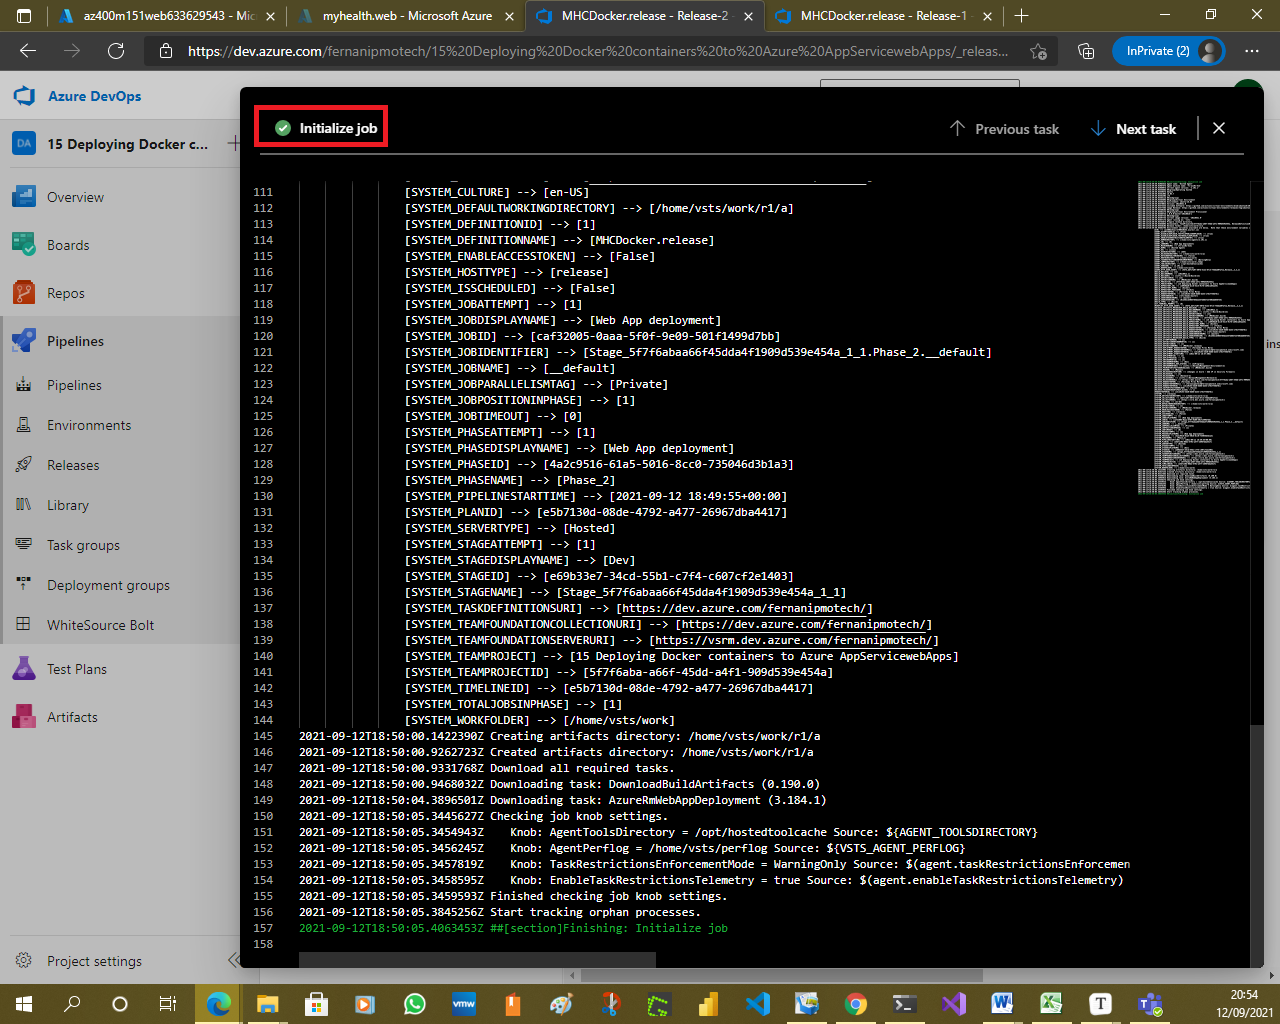 az400m151web633629543 - Mic
myhealth.web - Microsoft Azure
MHCDocker.release - Release-2 -
MHCDocker.release - Release-1 -
https://dev.azure.com/fernanipmotech/15%20Deploying%20Docker%20containers%20to%20Azure%20AppServicewebApps/_releas...
InPrivate (2)
Azure DevOps
DA
15 Deploying Docker c...
Overview
Boards
Repos
Pipelines
Pipelines
Environments
Releases
Library
Task groups
Deployment groups
WhiteSource Bolt
Test Plans
Artifacts
Project settings
Initialize job
Previous task
Next task
ins
111 [SYSTEM_CULTURE] --> [en-US]
112 [SYSTEM_DEFAULTWORKINGDIRECTORY] --> [/home/vsts/work/r1/a]
113 [SYSTEM_DEFINITIONID] --> [1]
114 [SYSTEM_DEFINITIONNAME] --> [MHCDocker.release]
115 [SYSTEM_ENABLEACCESSTOKEN] --> [False]
116 [SYSTEM_HOSTTYPE] --> [release]
117 [SYSTEM_ISSCHEDULED] --> [False]
118 [SYSTEM_JOBATTEMPT] --> [1]
119 [SYSTEM_JOBDISPLAYNAME] --> [Web App deployment]
120 [SYSTEM_JOBID] --> [caf32005-0aaa-5f0f-9e09-501f1499d7bb]
121 [SYSTEM_JOBIDENTIFIER] --> [Stage_5f7f6abaa66f45dda4f1909d539e454a_1_1.Phase_2.__default]
122 [SYSTEM_JOBNAME] --> [__default]
123 [SYSTEM_JOBPARALLELISMTAG] --> [Private]
124 [SYSTEM_JOBPOSITIONINPHASE] --> [1]
125 [SYSTEM_JOBTIMEOUT] --> [0]
126 [SYSTEM_PHASEATTEMPT] --> [1]
127 [SYSTEM_PHASEDISPLAYNAME] --> [Web App deployment]
128 [SYSTEM_PHASEID] --> [4a2c9516-61a5-5016-8cc0-735046d3b1a3]
129 [SYSTEM_PHASENAME] --> [Phase_2]
130 [SYSTEM_PIPELINESTARTTIME] --> [2021-09-12 18:49:55+00:00]
131 [SYSTEM_PLANID] --> [e5b7130d-08de-4792-a477-26967dba4417]
132 [SYSTEM_SERVERTYPE] --> [Hosted]
133 [SYSTEM_STAGEATTEMPT] --> [1]
134 [SYSTEM_STAGEDISPLAYNAME] --> [Dev]
135 [SYSTEM_STAGEID] --> [e69b33e7-34cd-55b1-c7f4-c607cf2e1403]
136 [SYSTEM_STAGENAME] --> [Stage_5f7f6abaa66f45dda4f1909d539e454a_1_1]
137 [SYSTEM_TASKDEFINITIONSURI] --> [https://dev.azure.com/fernanipmotech/]
138 [SYSTEM_TEAMFOUNDATIONCOLLECTIONURI] --> [https://dev.azure.com/fernanipmotech/]
139 [SYSTEM_TEAMFOUNDATIONSERVERURI] --> [https://vsrm.dev.azure.com/fernanipmotech/]
140 [SYSTEM_TEAMPROJECT] --> [15 Deploying Docker containers to Azure AppServicewebApps]
141 [SYSTEM_TEAMPROJECTID] --> [5f7f6aba-a66f-45dd-a4f1-909d539e454a]
142 [SYSTEM_TIMELINEID] --> [e5b7130d-08de-4792-a477-26967dba4417]
143 [SYSTEM_TOTALJOBSINPHASE] --> [1]
144 [SYSTEM_WORKFOLDER] --> [/home/vsts/work]
145 2021-09-12T18:50:00.1422390Z Creating artifacts directory: /home/vsts/work/r1/a
146 2021-09-12T18:50:00.9262723Z Created artifacts directory: /home/vsts/work/r1/a
147 2021-09-12T18:50:00.9331768Z Download all required tasks.
148 2021-09-12T18:50:00.9468032Z Downloading task: DownloadBuildArtifacts (0.190.0)
149 2021-09-12T18:50:04.3896501Z Downloading task: AzureRmWebAppDeployment (3.184.1)
150 2021-09-12T18:50:05.3445627Z Checking job knob settings.
151 2021-09-12T18:50:05.3454943Z Knob: AgentToolsDirectory = /opt/hostedtoolcache Source: ${AGENT_TOOLSDIRECTORY}
152 2021-09-12T18:50:05.3456245Z Knob: AgentPerflog = /home/vsts/perflog Source: ${VSTS_AGENT_PERFLOG}
153 2021-09-12T18:50:05.3457819Z Knob: TaskRestrictionsEnforcementMode = WarningOnly Source: $(agent.taskRestrictionsEnforcemen
154 2021-09-12T18:50:05.3458595Z Knob: EnableTaskRestrictionsTelemetry = true Source: $(agent.enableTaskRestrictionsTelemetry)
155 2021-09-12T18:50:05.3459593Z Finished checking job knob settings.
156 2021-09-12T18:50:05.3845256Z Start tracking orphan processes.
157 2021-09-12T18:50:05.4063453Z ##[section]Finishing: Initialize job
158
vmw
20:54
12/09/2021